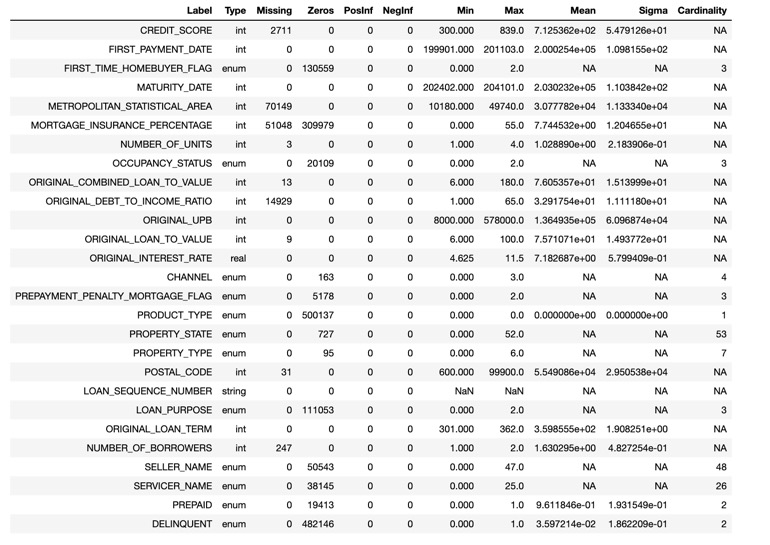 Label Type Missing Zeros PosInf NegInf Min Max Mean Sigma Cardinality
CREDIT_SCORE int 2711 0 0 0 300.000 839.0 7.125362e+02 5.479126e+01 NA
FIRST_PAYMENT_DATE int 0 0 0 0 199901.000 201103.0 2.000254e+05 1.098155e+02 NA
FIRST_TIME_HOMEBUYER_FLAG enum 0 130559 0 0 0.000 2.0 NA NA 3
MATURITY_DATE int 0 0 0 0 202402.000 204101.0 2.030232e+05 1.103842e+02 NA
METROPOLITAN_STATISTICAL_AREA int 70149 0 0 0 10180.000 49740.0 3.077782e+04 1.133340e+04 NA
MORTGAGE_INSURANCE_PERCENTAGE int 51048 309979 0 0 0.000 55.0 7.744532e+00 1.204655e+01 NA
NUMBER_OF_UNITS int 3 0 0 0 1.000 4.0 1.028890e+00 2.183906e-01 NA
OCCUPANCY_STATUS enum 0 20109 0 0 0.000 2.0 NA NA 3
ORIGINAL_COMBINED_LOAN_TO_VALUE int 13 0 0 0 6.000 180.0 7.605357e+01 1.513999e+01 NA
ORIGINAL_DEBT_TO_INCOME_RATIO int 14929 0 0 0 1.000 65.0 3.291754e+01 1.111180e+01 NA
ORIGINAL_UPB int 0 0 0 0 8000.000 578000.0 1.364935e+05 6.096874e+04 NA
ORIGINAL_LOAN_TO_VALUE int 9 0 0 0 6.000 100.0 7.571071e+01 1.493772e+01 NA
ORIGINAL_INTEREST_RATE real 0 0 0 0 4.625 11.5 7.182687e+00 5.799409e-01 NA
CHANNEL enum 0 163 0 0 0.000 3.0 NA NA 4
PREPAYMENT_PENALTY_MORTGAGE_FLAG enum 0 5178 0 0 0.000 2.0 NA NA 3
PRODUCT_TYPE enum 0 500137 0 0 0.000 0.0 0.000000e+00 0.000000e+00 1
PROPERTY_STATE enum 0 727 0 0 0.000 52.0 NA NA 53
PROPERTY_TYPE enum 0 95 0 0 0.000 6.0 NA NA 7
POSTAL_CODE int 31 0 0 0 600.000 99900.0 5.549086e+04 2.950538e+04 NA
LOAN_SEQUENCE_NUMBER string 0 0 0 0 NaN NaN NA NA NA
LOAN_PURPOSE enum 0 111053 0 0 0.000 2.0 NA NA 3
ORIGINAL_LOAN_TERM int 0 0 0 0 301.000 362.0 3.598555e+02 1.908251e+00 NA
NUMBER_OF_BORROWERS int 247 0 0 0 1.000 2.0 1.630295e+00 4.827254e-01 NA
SELLER_NAME enum 0 50543 0 0 0.000 47.0 NA NA 48
SERVICER_NAME enum 0 38145 0 0 0.000 25.0 NA NA 26
PREPAID enum 0 19413 0 0 0.000 1.0 9.611846e-01 1.931549e-01 2
DELINQUENT enum 0 482146 0 0 0.000 1.0 3.597214e-02 1.862209e-01 2